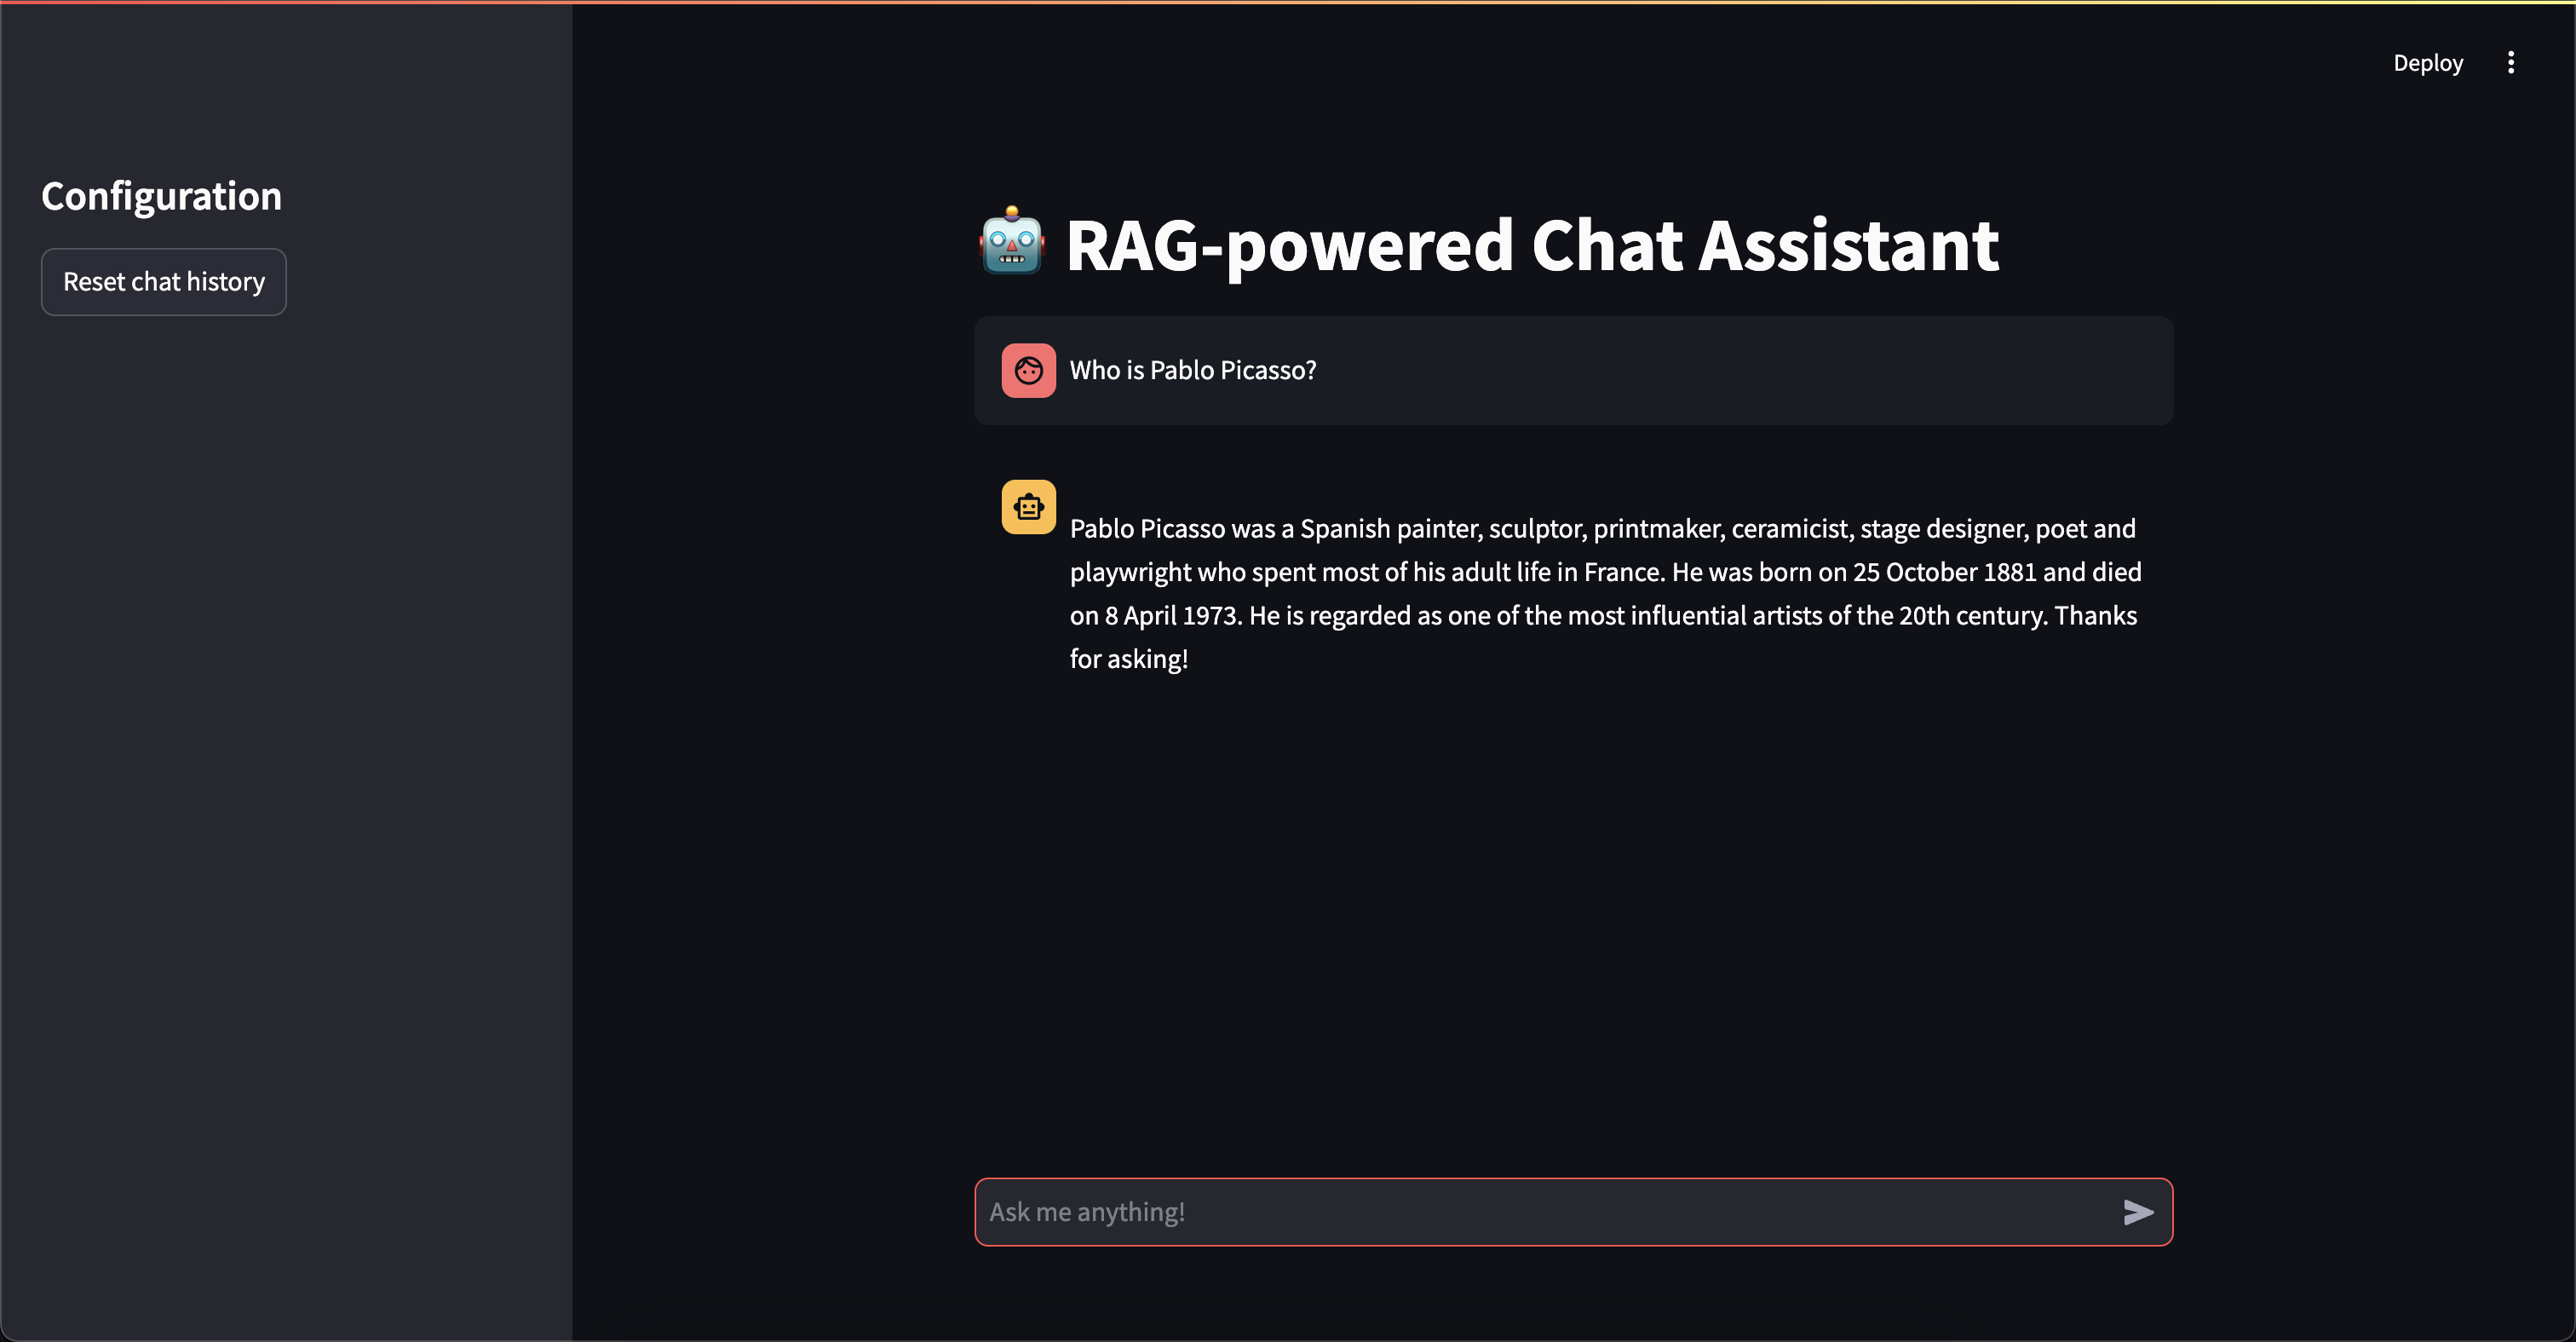 Deploy
Configuration
Reset chat history
RAG-powered Chat Assistant
Who is Pablo Picasso?
Pablo Picasso was a Spanish painter, sculptor, printmaker, ceramicist, stage designer, poet and
playwright who spent most of his adult life in France. He was born on 25 October 1881 and died
on 8 April 1973. He is regarded as one of the most influential artists of the 20th century. Thanks
for asking!
Ask me anything!